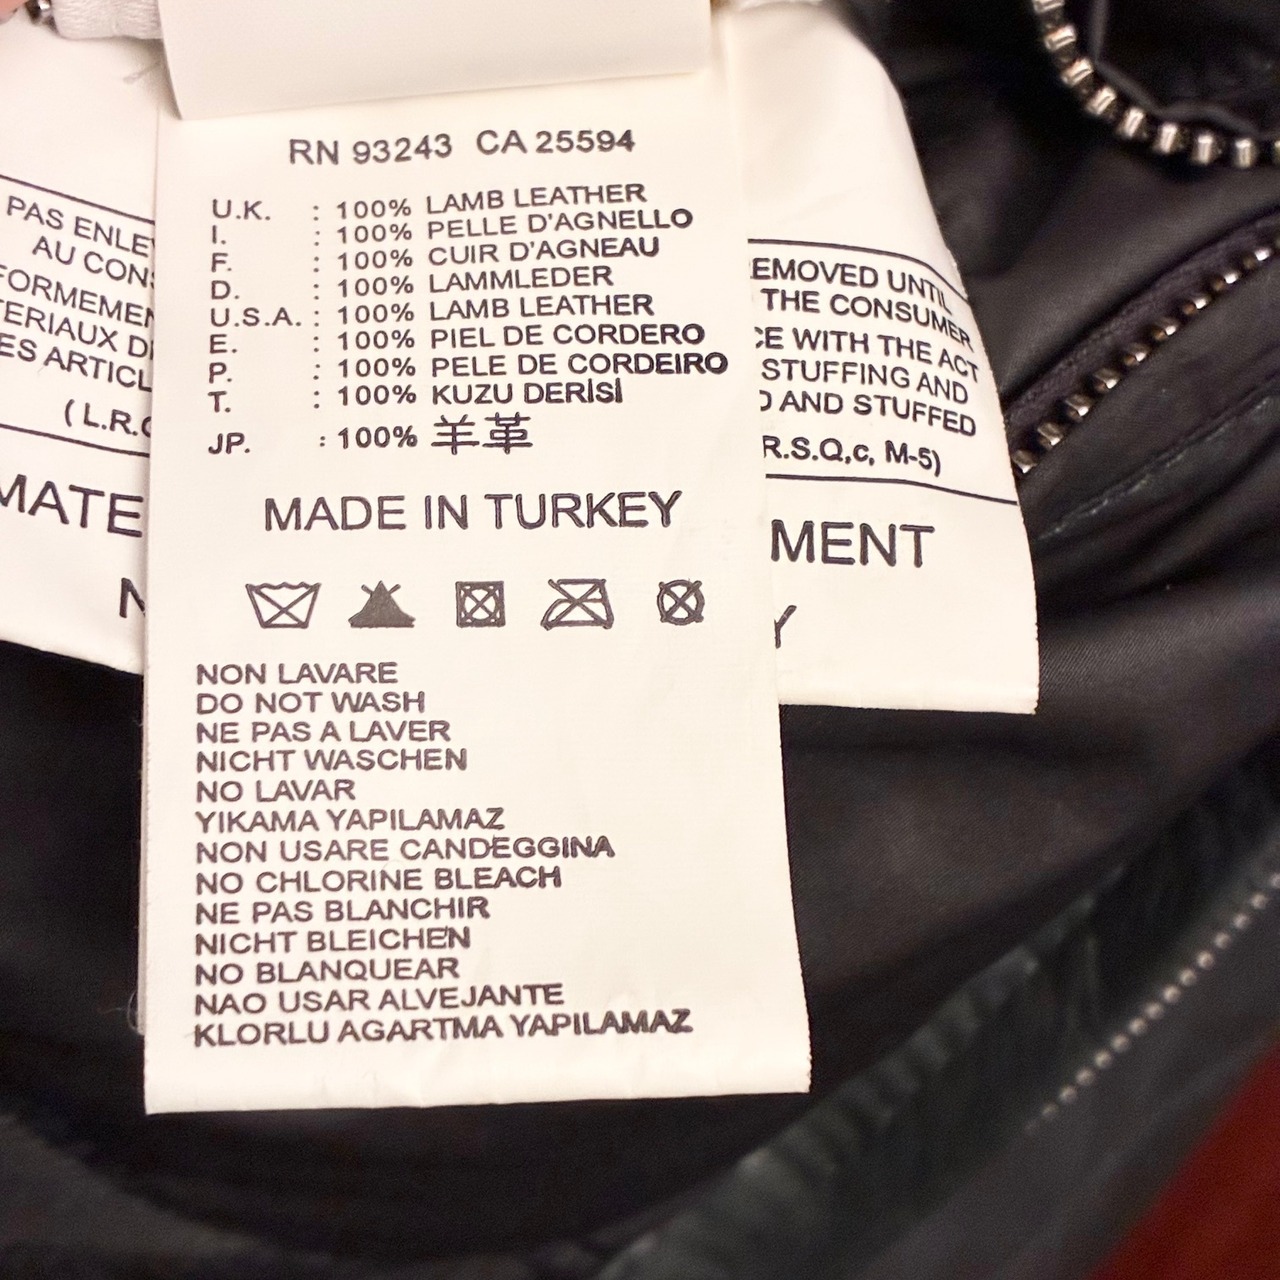 RN 93243 CA 25594
U.K. : 100% LAMB LEATHER
I. : 100% PELLE D'AGNELLO
F. : 100% CUIR D'AGNEAU
D. : 100% LAMMLEDER
U.S.A. : 100% LAMB LEATHER
E. : 100% PIEL DE CORDERO
P. : 100% PELE DE CORDEIRO
T. : 100% KUZU DERİSİ
JP. : 100% 羊革
MADE IN TURKEY
NON LAVARE
DO NOT WASH
NE PAS A LAVER
NICHT WASCHEN
NO LAVAR
YIKAMA YAPILAMAZ
NON USARE CANDEGGINA
NO CHLORINE BLEACH
NE PAS BLANCHIR
NICHT BLEICHEN
NO BLANQUEAR
NAO USAR ALVEJANTE
KLORLU AGARTMA YAPILAMAZ
PAS ENLE
AU CON
FORMEMEN
TERIAUX D
ES ARTICL
(L.R.
MATE
N
EMOVED UNTIL
THE CONSUMER
CE WITH THE ACT
STUFFING AND
AND STUFFED
R.S.Q,c, M-5)
MENT
Y